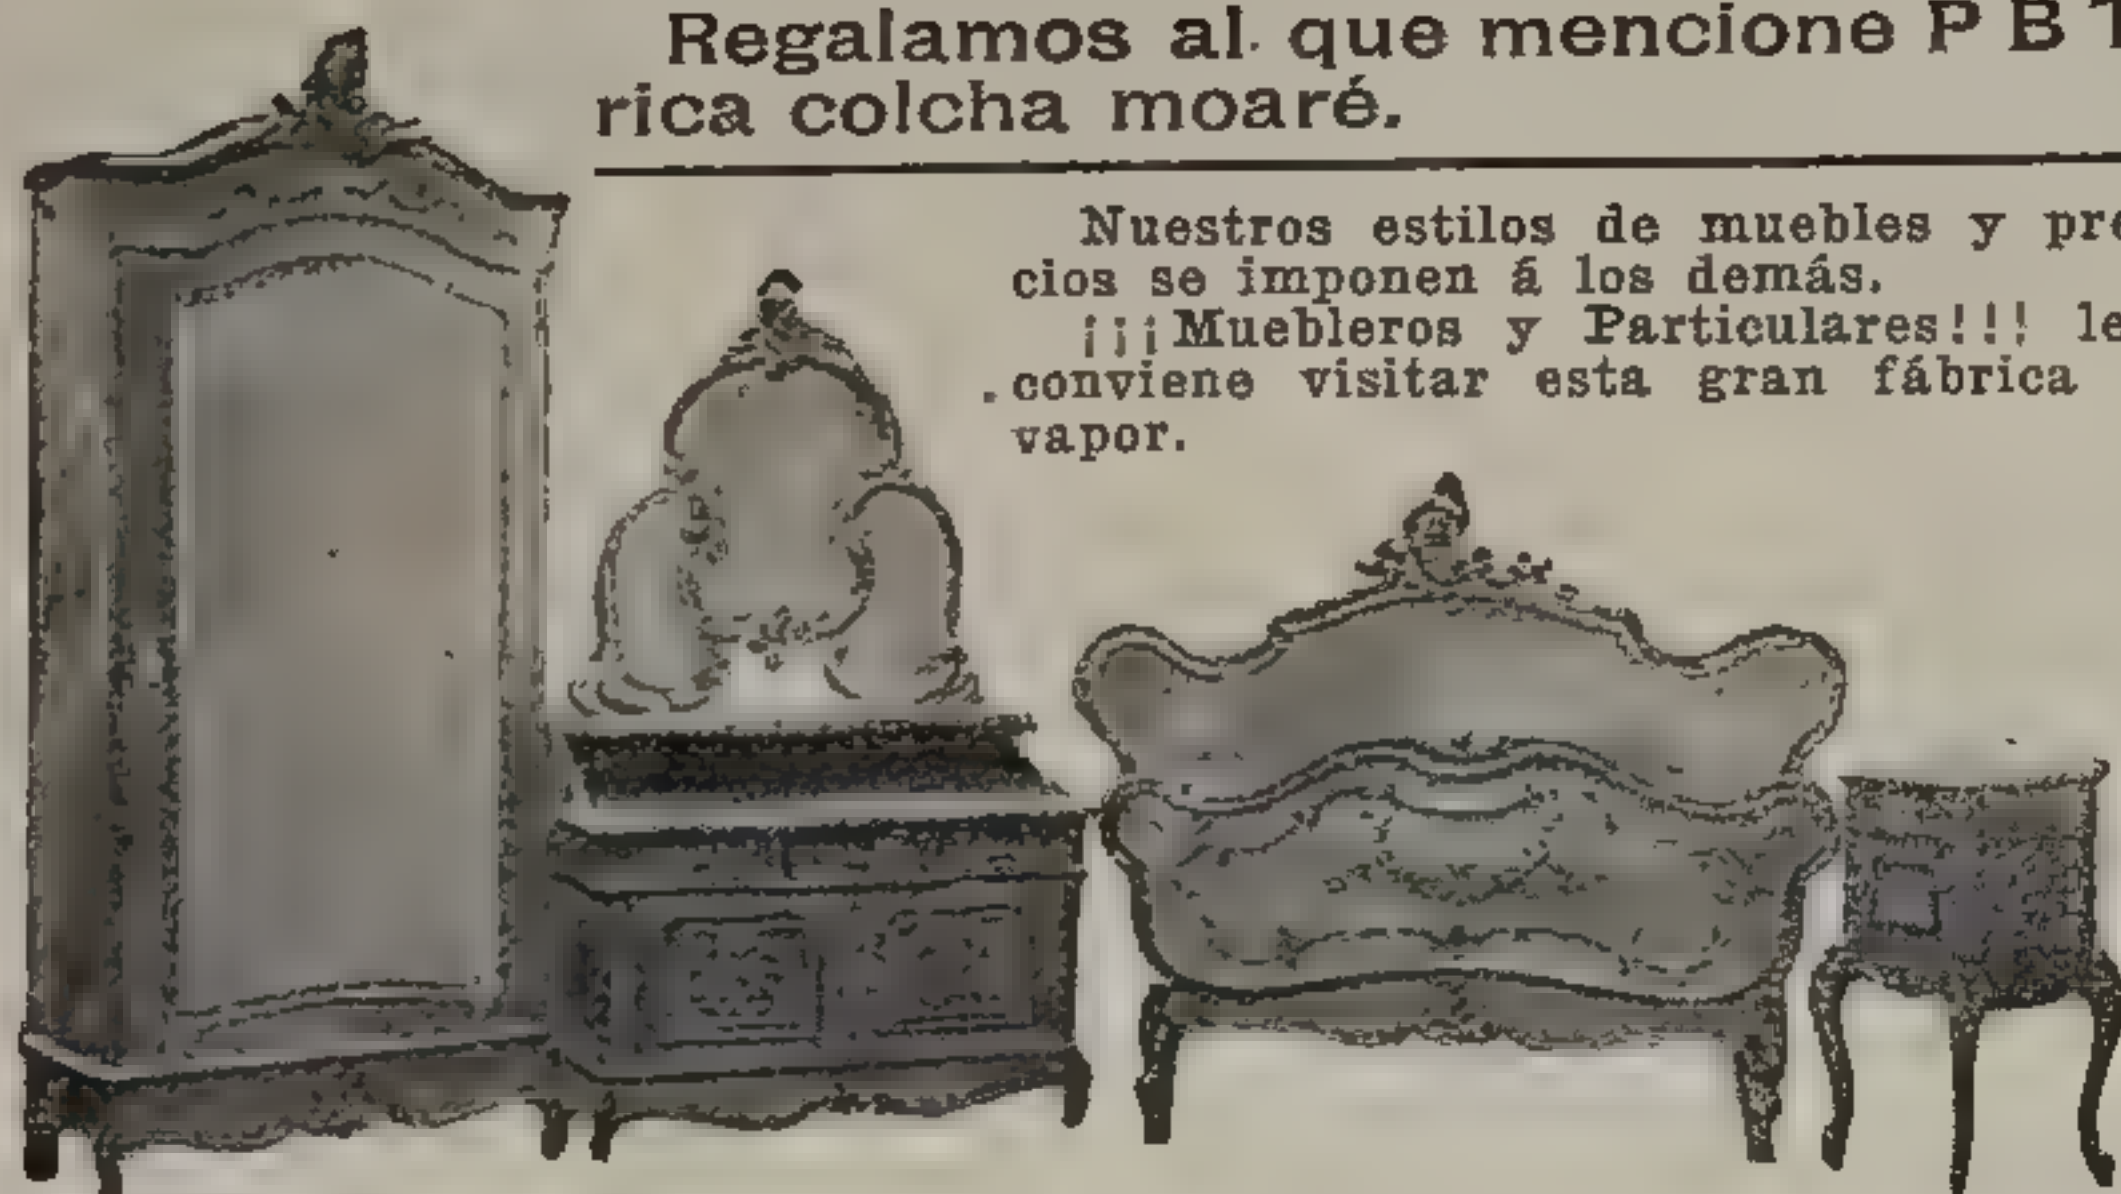 Regalamos al que mencione P B T
rica colcha moaré.
Nuestros estilos de muebles y pre
cios se imponen á los demás.
¡¡¡Muebleros y Particulares!!! le
conviene visitar esta gran fábrica
vapor.